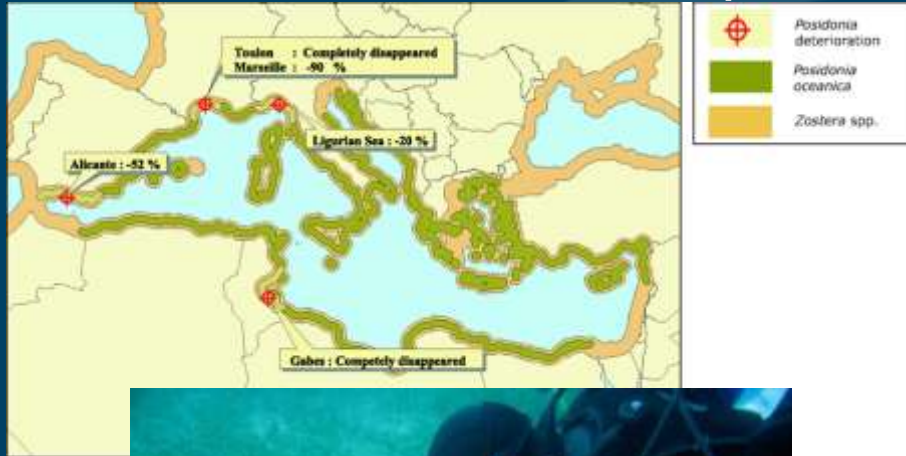 Toulon : Completely disappeared
Marseille : -90 %
Ligurian Sea : -20 %
Alicante : -52 %
Gabes : Competely disappeared
Posidonia
deterioration
Posidonia
oceanica
Zostera spp.